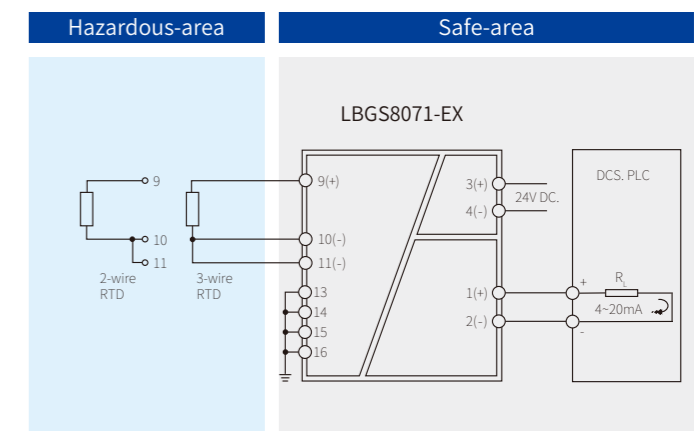 Hazardous-area
Safe-area
LBGS8071-EX
9
10
11
2-wire
RTD
3-wire
RTD
9(+)
10(-)
11(-)
13
14
15
16
3(+)
4(-)
24V DC.
1(+)
2(-)
DCS. PLC
+
RL
4~20mA
-